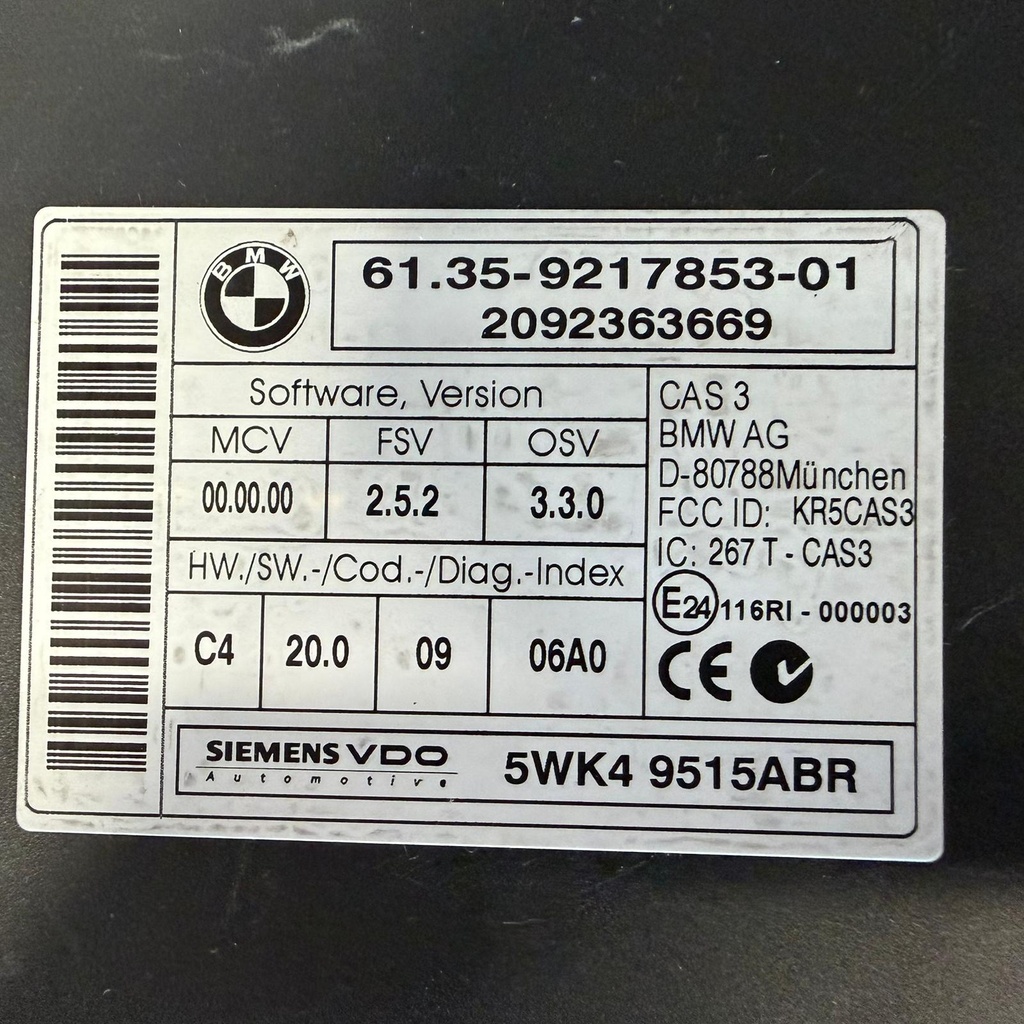 BMW
61.35-9217853-01
2092363669
Software, Version
MCV FSV OSV
00.00.00 2.5.2 3.3.0
HW./SW.-/Cod.-/Diag.-Index
C4 20.0 09 06A0
CAS 3
BMW AG
D-80788München
FCC ID: KR5CAS3
IC: 267 T - CAS3
E24 116RI - 000003
CE
SIEMENS VDO
Automotive
5WK4 9515ABR